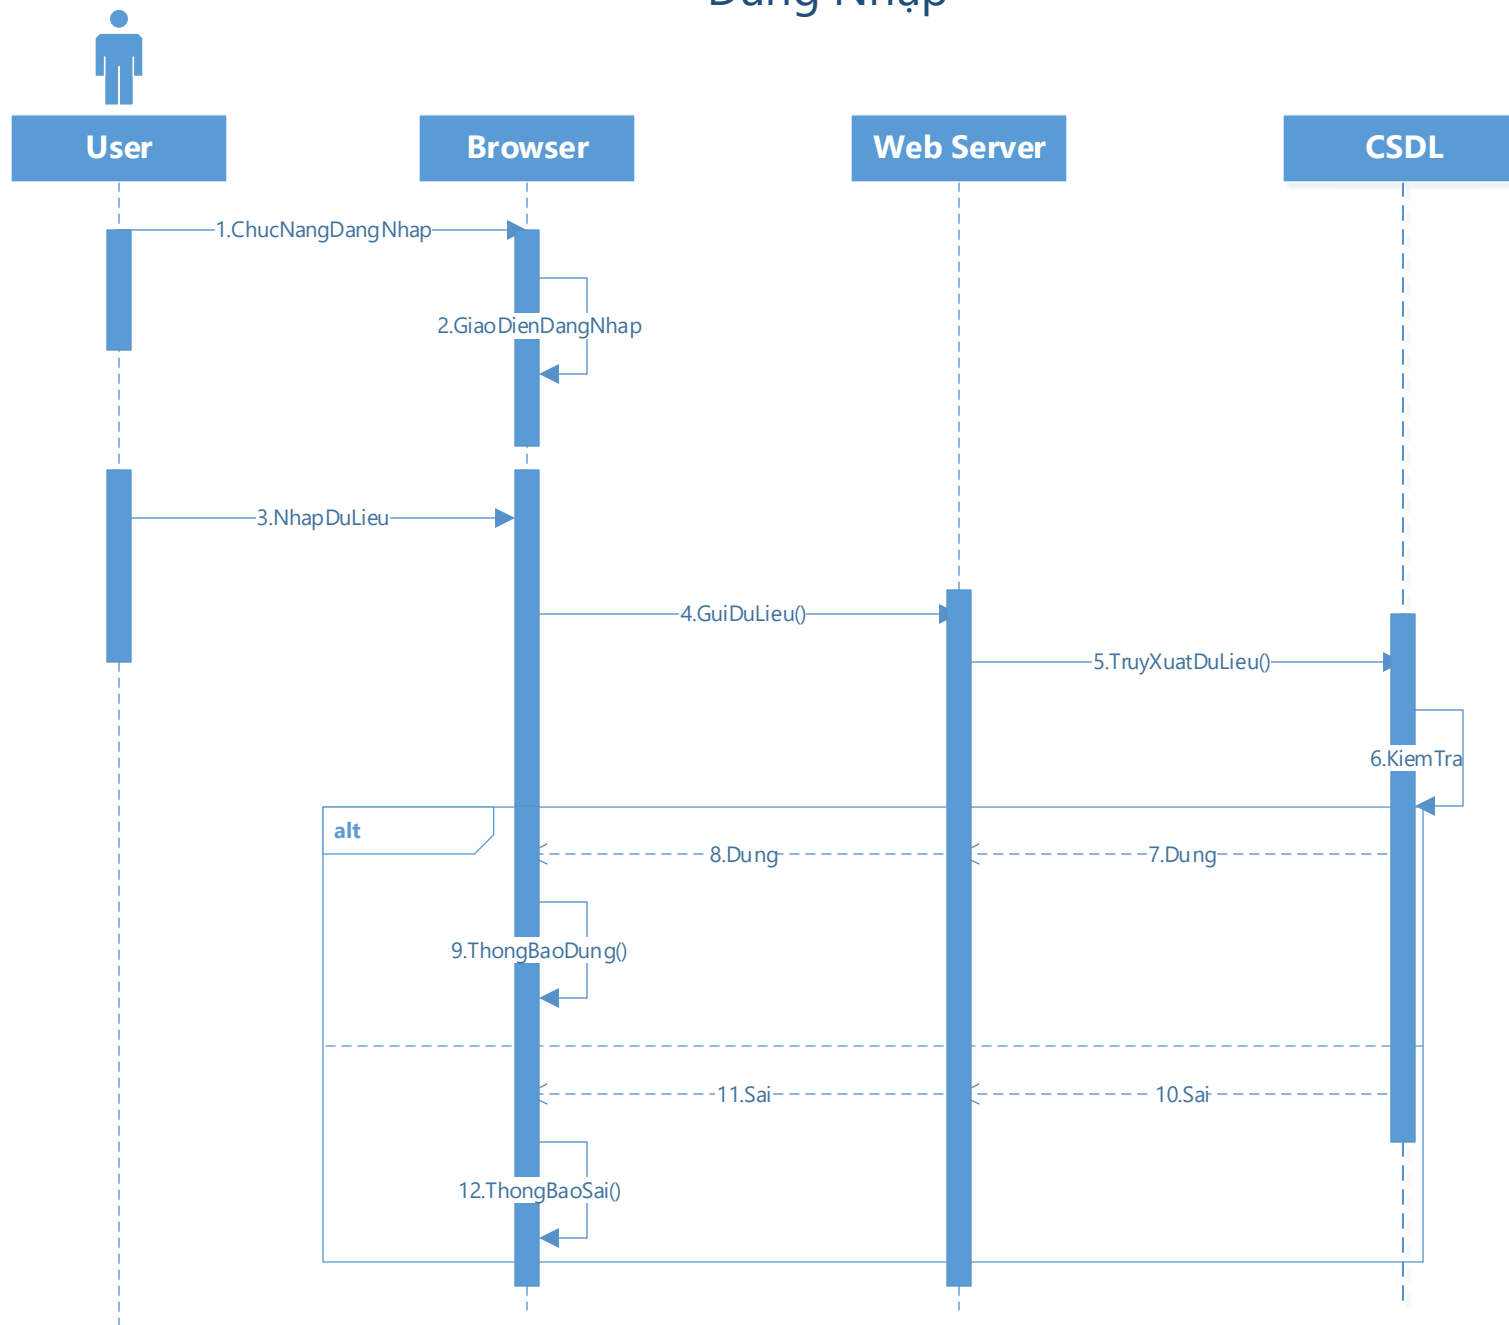 Nhập
User
Browser
Web Server
CSDL
1.ChucNangDangNhap
2.GiaoDienDangNhap
3.NhapDuLieu
4.GuiDuLieu()
5.TruyXuatDuLieu()
6.KiemTra
alt
8.Dung
7.Dung
9.ThongBaoDung()
11.Sai
10.Sai
12.ThongBaoSai()